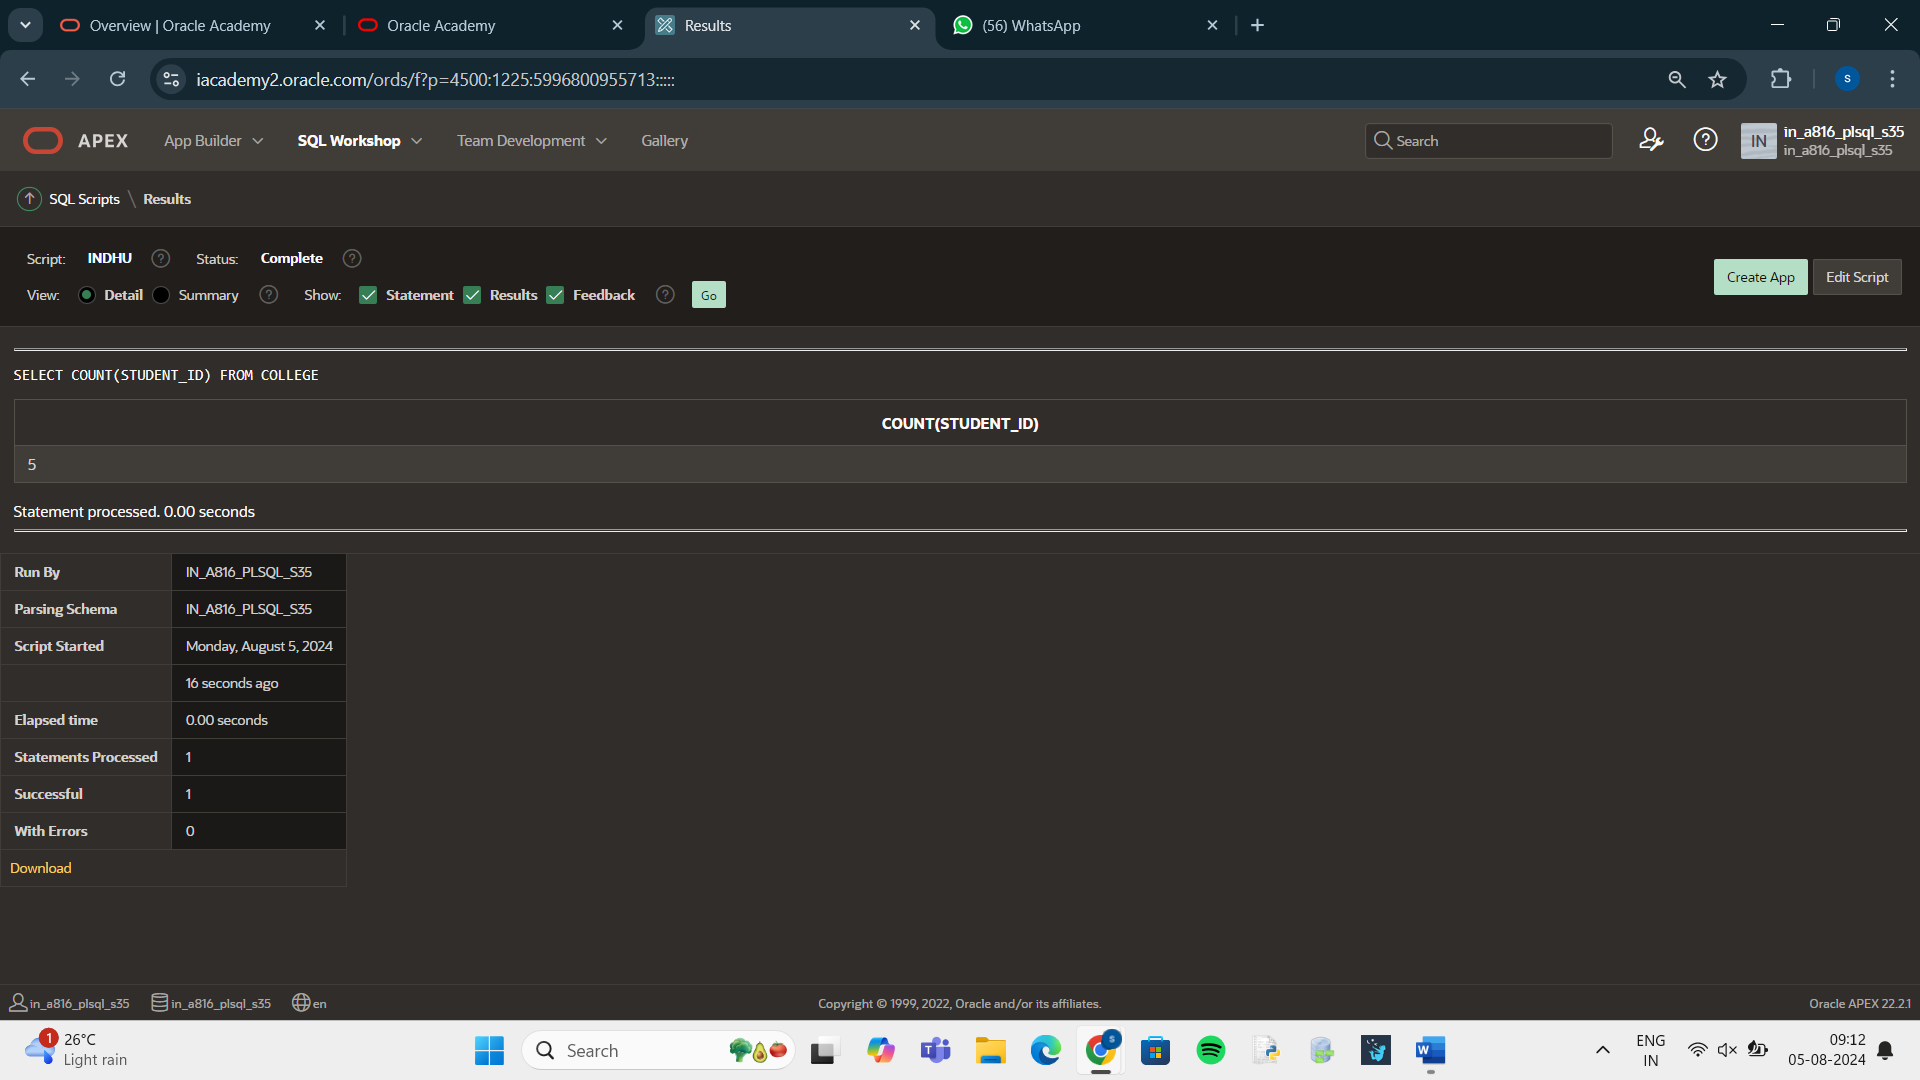 Overview | Oracle Academy
Oracle Academy
Results
(56) WhatsApp
iacademy2.oracle.com/ords/f?p=4500:1225:5996800955713:::::
S
APEX
App Builder
SQL Workshop
Team Development
Gallery
Search
IN
in_a816_plsql_s35
in_a816_plsql_s35
SQL Scripts \ Results
Script: INDHU Status: Complete
View: Detail Summary Show: Statement Results Feedback Go
Create App Edit Script
SELECT COUNT(STUDENT_ID) FROM COLLEGE
COUNT(STUDENT_ID)
5
Statement processed. 0.00 seconds
Run By IN_A816_PLSQL_S35
Parsing Schema IN_A816_PLSQL_S35
Script Started Monday, August 5, 2024
16 seconds ago
Elapsed time 0.00 seconds
Statements Processed 1
Successful 1
With Errors 0
Download
in_a816_plsql_s35 in_a816_plsql_s35 en
Copyright © 1999, 2022, Oracle and/or its affiliates.
Oracle APEX 22.2.1
1
26°C
Light rain
Search
S
ENG
IN
09:12
05-08-2024